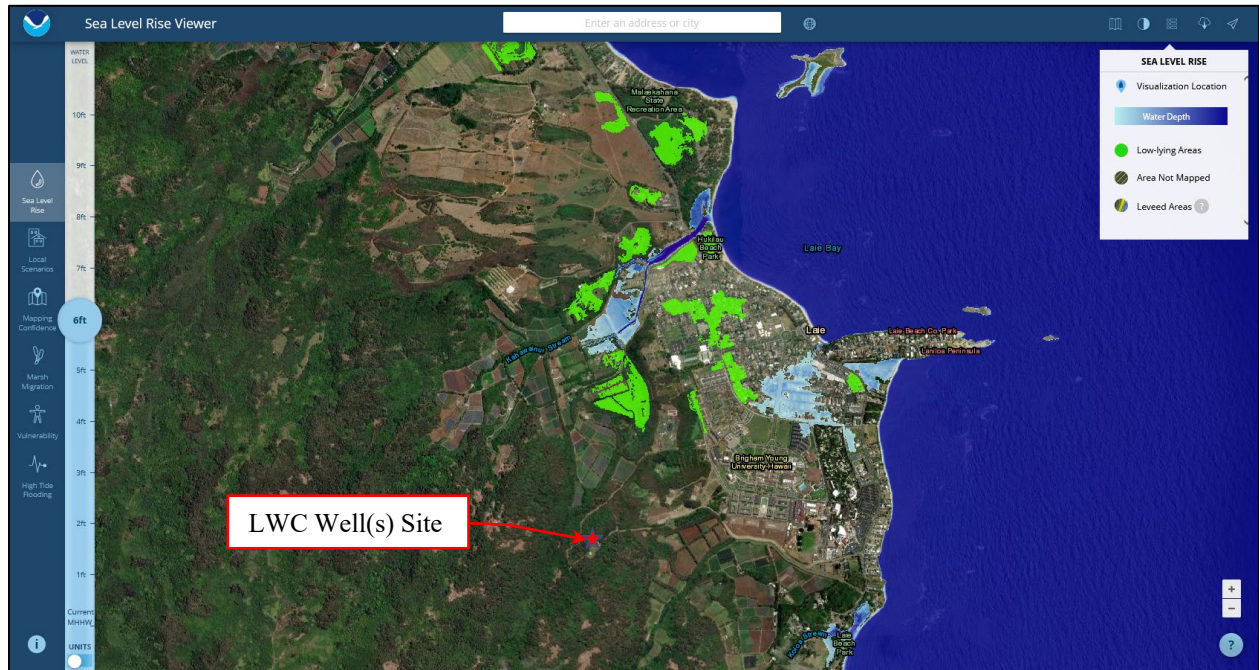 Sea Level Rise Viewer
Enter an address or city
WATER
LEVEL
10ft
9ft
8ft
7ft
6ft
5ft
4ft
3ft
2ft
1ft
Current
MHHW
UNITS
Sea Level
Rise
Local
Scenarios
Mapping
Confidence
Marsh
Migration
Vulnerability
High Tide
Flooding
i
SEA LEVEL RISE
Visualization Location
Water Depth
Low-lying Areas
Area Not Mapped
Leveed Areas ?
Malaekahana
State
Recreation Area
Hukilau
Beach
Park
Laie Bay
Kahawainui Stream
Laie
Laie Beach Co. Park
Laniloa Peninsula
Brigham Young
University-Hawaii
LWC Well(s) Site
Koloa Stream
Laie
Beach
Park
+
−
?